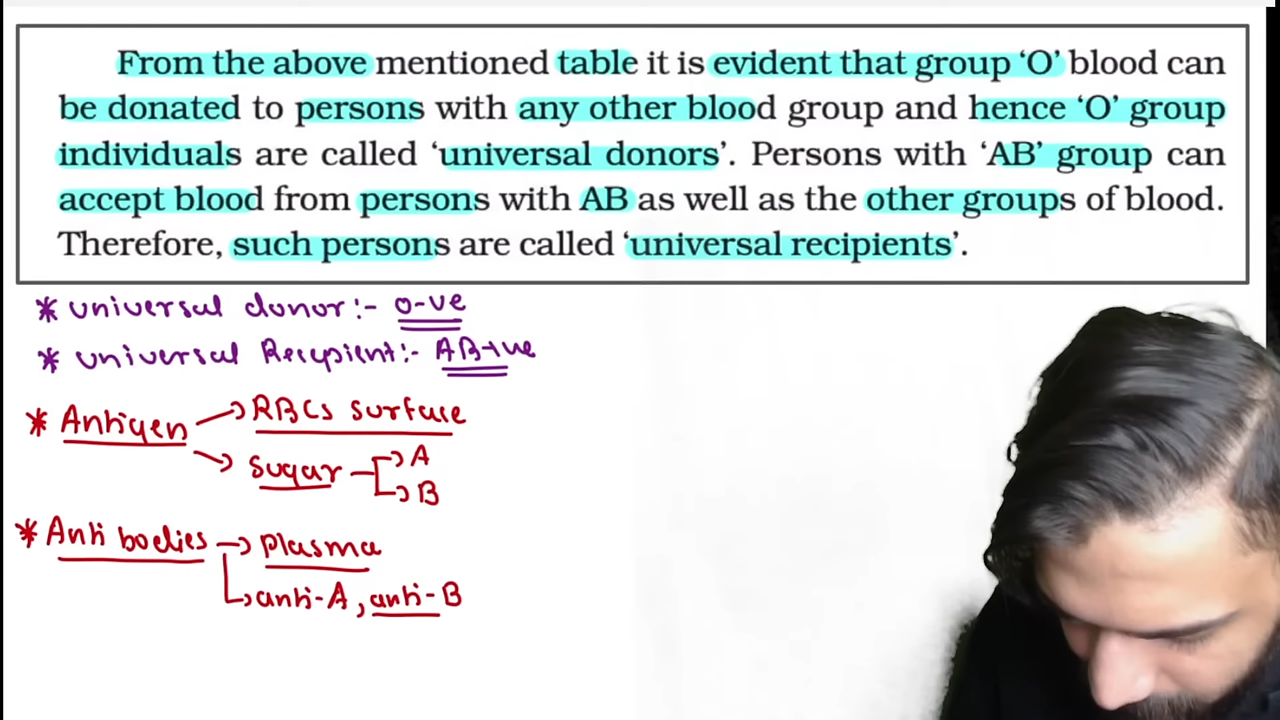 From the above mentioned table it is evident that group ‘O’ blood can
be donated to persons with any other blood group and hence ‘O’ group
individuals are called ‘universal donors’. Persons with ‘AB’ group can
accept blood from persons with AB as well as the other groups of blood.
Therefore, such persons are called ‘universal recipients’.
* universal donor:- O-ve
* universal Recipient:- AB+ve
* Antigen → RBCs surface
→ sugar → A
→ B
* Anti bodies → plasma
→ anti-A, anti-B